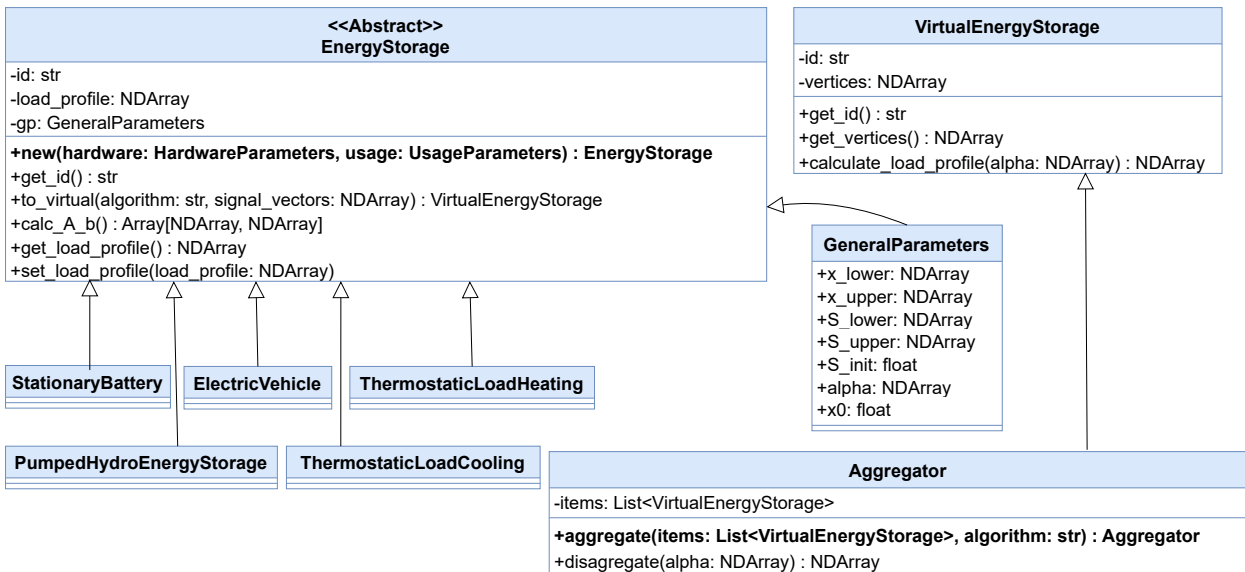 <<Abstract>>
EnergyStorage
-id: str
-load_profile: NDArray
-gp: GeneralParameters
+new(hardware: HardwareParameters, usage: UsageParameters) : EnergyStorage
+get_id() : str
+to_virtual(algorithm: str, signal_vectors: NDArray) : VirtualEnergyStorage
+calc_A_b() : Array[NDArray, NDArray]
+get_load_profile() : NDArray
+set_load_profile(load_profile: NDArray)
VirtualEnergyStorage
-id: str
-vertices: NDArray
+get_id() : str
+get_vertices() : NDArray
+calculate_load_profile(alpha: NDArray) : NDArray
GeneralParameters
+x_lower: NDArray
+x_upper: NDArray
+S_lower: NDArray
+S_upper: NDArray
+S_init: float
+alpha: NDArray
+x0: float
StationaryBattery
ElectricVehicle
ThermostaticLoadHeating
PumpedHydroEnergyStorage
ThermostaticLoadCooling
Aggregator
-items: List<VirtualEnergyStorage>
+aggregate(items: List<VirtualEnergyStorage>, algorithm: str) : Aggregator
+disagregate(alpha: NDArray) : NDArray